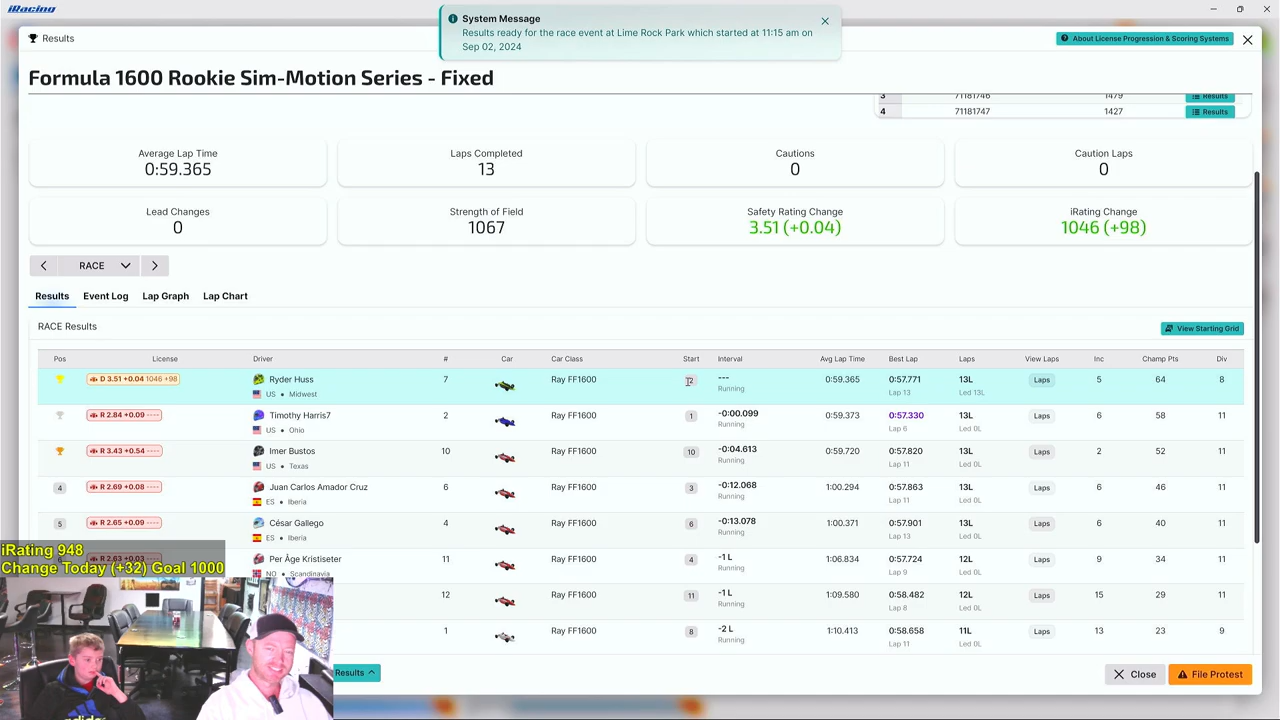 iRacing
System Message
Results ready for the race event at Lime Rock Park which started at 11:15 am on
Sep 02, 2024
Results
About License Progression & Scoring Systems
Formula 1600 Rookie Sim-Motion Series - Fixed
3 71181746 1479 Results
4 71181747 1427 Results
Average Lap Time
0:59.365
Laps Completed
13
Cautions
0
Caution Laps
0
Lead Changes
0
Strength of Field
1067
Safety Rating Change
3.51 (+0.04)
iRating Change
1046 (+98)
RACE
Results Event Log Lap Graph Lap Chart
RACE Results
View Starting Grid
Pos License Driver # Car Car Class Start Interval Avg Lap Time Best Lap Laps View Laps Inc Champ Pts Div
D 3.51 +0.04 1046 +98 Ryder Huss 7 Ray FF1600 --- 0:59.365 0:57.771 13L Laps 5 64 8
US • Midwest Running Lap 13 Led 13L
R 2.84 +0.09 ---- Timothy Harris7 2 Ray FF1600 1 -0:00.099 0:59.373 0:57.330 13L Laps 6 58 11
US • Ohio Running Lap 6 Led 0L
R 3.43 +0.54 ---- Imer Bustos 10 Ray FF1600 10 -0:04.613 0:59.720 0:57.820 13L Laps 2 52 11
US • Texas Running Lap 11 Led 0L
4 R 2.69 +0.08 ---- Juan Carlos Amador Cruz 6 Ray FF1600 3 -0:12.068 1:00.294 0:57.863 13L Laps 6 46 11
ES • Iberia Running Lap 11 Led 0L
5 R 2.65 +0.09 ---- César Gallego 4 Ray FF1600 6 -0:13.078 1:00.371 0:57.901 13L Laps 6 40 11
ES • Iberia Running Lap 13 Led 0L
R 2.63 +0.03 ---- Per Åge Kristiseter 11 Ray FF1600 4 -1 L 1:06.834 0:57.724 12L Laps 9 34 11
NO • Scandinavia Running Lap 9 Led 0L
12 Ray FF1600 11 -1 L 1:09.580 0:58.482 12L Laps 15 29 11
Running Lap 8 Led 0L
1 Ray FF1600 8 -2 L 1:10.413 0:58.658 11L Laps 13 23 9
Running Lap 11 Led 0L
iRating 948
Change Today (+32) Goal 1000
adidas
Results
Close
File Protest